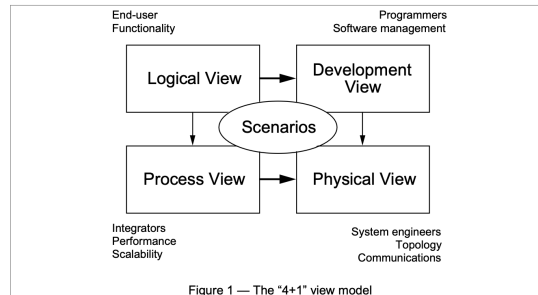 End-user
Functionality
Programmers
Software management
Logical View
Development
View
Scenarios
Process View
Physical View
Integrators
Performance
Scalability
System engineers
Topology
Communications
Figure 1 — The “4+1” view model